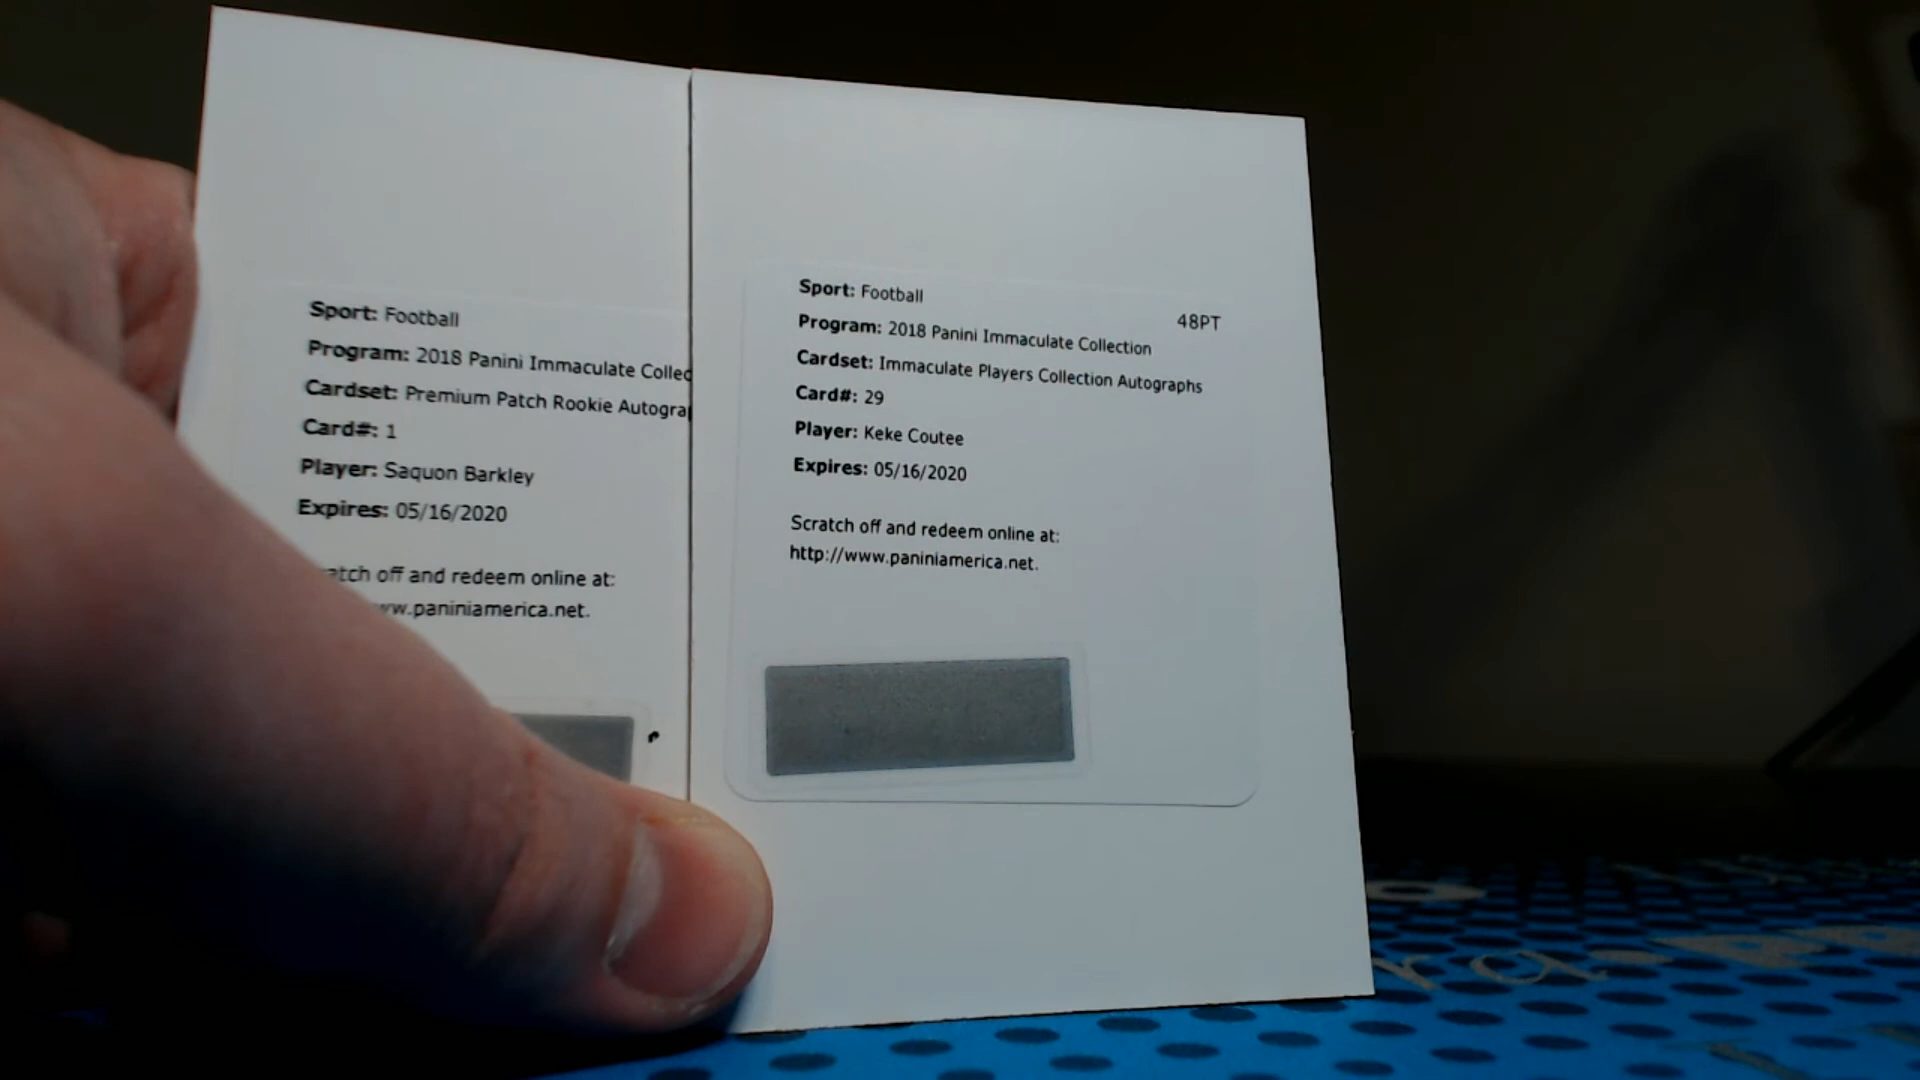 Sport: Football
Program: 2018 Panini Immaculate Collec
Cardset: Premium Patch Rookie Autogra
Card#: 1
Player: Saquon Barkley
Expires: 05/16/2020
atch off and redeem online at:
ww.paniniamerica.net.
Sport: Football
48PT
Program: 2018 Panini Immaculate Collection
Cardset: Immaculate Players Collection Autographs
Card#: 29
Player: Keke Coutee
Expires: 05/16/2020
Scratch off and redeem online at:
http://www.paniniamerica.net.